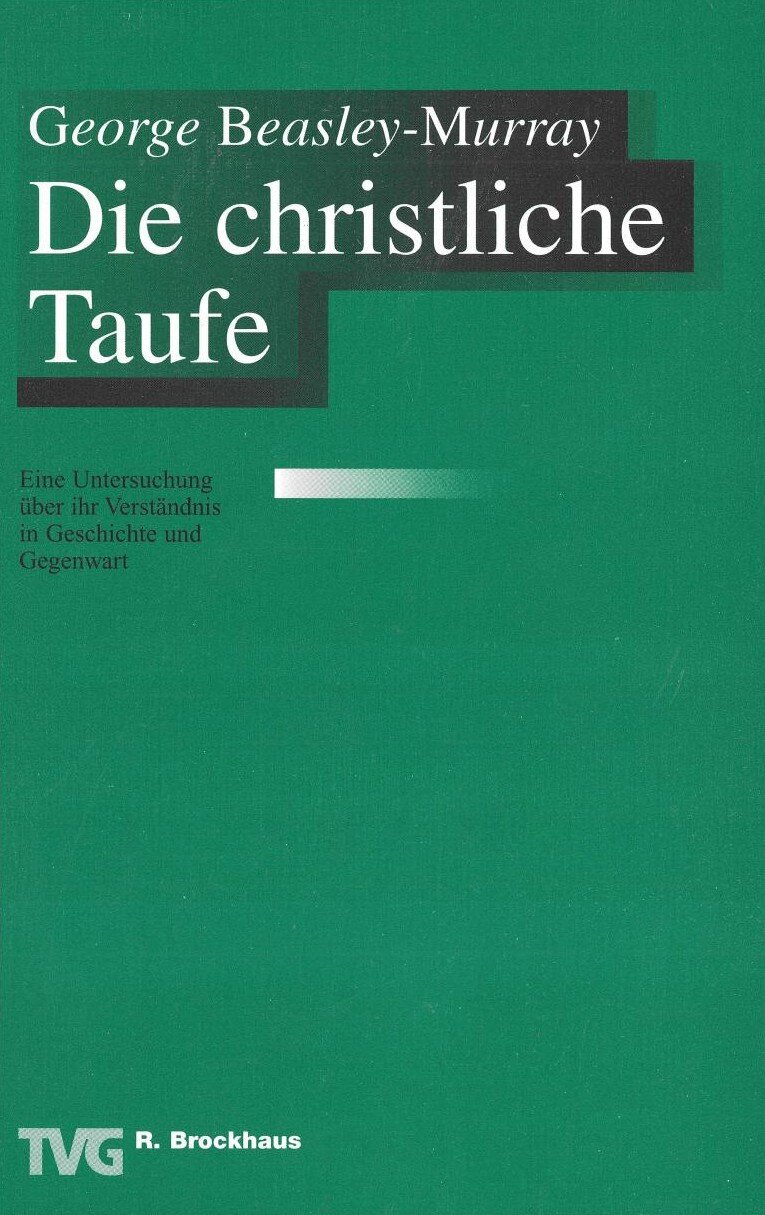 George Beasley-Murray
Die christliche
Taufe
Eine Untersuchung
über ihr Verständnis
in Geschichte und
Gegenwart
TVG R. Brockhaus